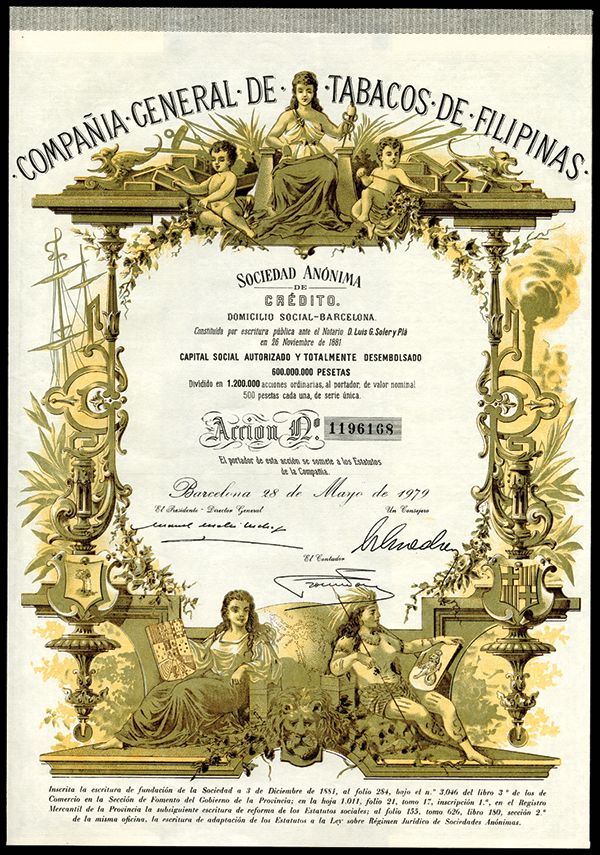 COMPAÑIA·GENERAL·DE·TABACOS·DE·FILIPINAS·
SOCIEDAD ANÓNIMA
DE
CRÉDITO.
DOMICILIO SOCIAL-BARCELONA.
Constituida por escritura pública ante el Notario D. Luis G. Soler y Plá
en 26 Noviembre de 1881
CAPITAL SOCIAL AUTORIZADO Y TOTALMENTE DESEMBOLSADO
600.000.000 PESETAS
Dividido en 1.200.000 acciones ordinarias, al portador, de valor nominal
500 pesetas cada una, de serie única.
Acción Nº 1196168
El portador de esta acción se somete a los Estatutos
de la Compañía.
Barcelona 28 de Mayo de 1979
El Presidente - Director General Un Consejero
El Contador
Inscrita la escritura de fundación de la Sociedad a 3 de Diciembre de 1881, al folio 284, bajo el n.º 3,046 del libro 3º de los de
Comercio en la Sección de Fomento del Gobierno de la Provincia; en la hoja 1.011, folio 21, tomo 17, inscripción 1.ª, en el Registro
Mercantil de la Provincia la subsiguiente escritura de reforma de los Estatutos sociales; al folio 155, tomo 626, libro 180, sección 2.ª
de la misma oficina, la escritura de adaptación de los Estatutos a la Ley sobre Régimen Jurídico de Sociedades Anónimas.